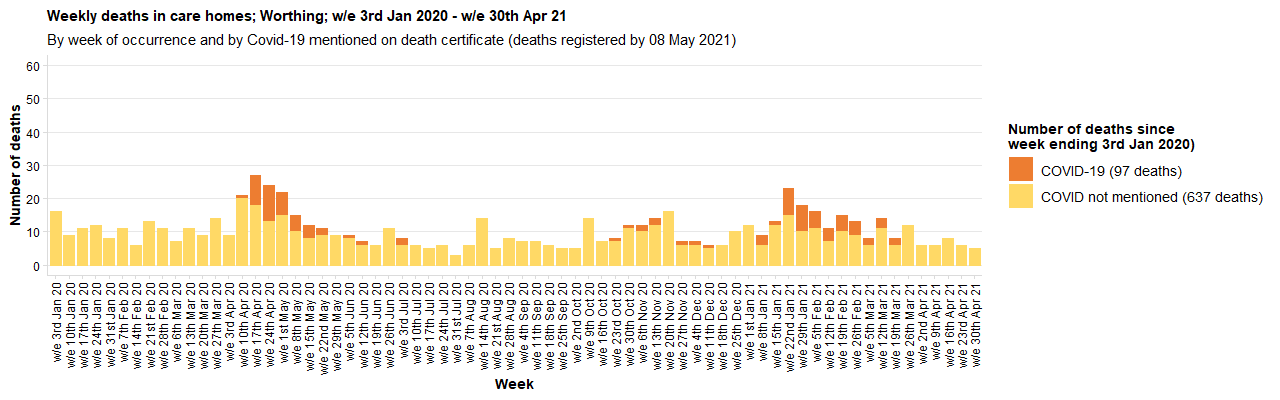 Weekly deaths in care homes; Worthing; w/e 3rd Jan 2020 - w/e 30th Apr 21
By week of occurrence and by Covid-19 mentioned on death certificate (deaths registered by 08 May 2021)
Number of deaths
60
50
40
30
20
10
0
w/e 3rd Jan 20
w/e 10th Jan 20
w/e 17th Jan 20
w/e 24th Jan 20
w/e 31st Jan 20
w/e 7th Feb 20
w/e 14th Feb 20
w/e 21st Feb 20
w/e 28th Feb 20
w/e 6th Mar 20
w/e 13th Mar 20
w/e 20th Mar 20
w/e 27th Mar 20
w/e 3rd Apr 20
w/e 10th Apr 20
w/e 17th Apr 20
w/e 24th Apr 20
w/e 1st May 20
w/e 8th May 20
w/e 15th May 20
w/e 22nd May 20
w/e 29th May 20
w/e 5th Jun 20
w/e 12th Jun 20
w/e 19th Jun 20
w/e 26th Jun 20
w/e 3rd Jul 20
w/e 10th Jul 20
w/e 17th Jul 20
w/e 24th Jul 20
w/e 31st Jul 20
w/e 7th Aug 20
w/e 14th Aug 20
w/e 21st Aug 20
w/e 28th Aug 20
w/e 4th Sep 20
w/e 11th Sep 20
w/e 18th Sep 20
w/e 25th Sep 20
w/e 2nd Oct 20
w/e 9th Oct 20
w/e 16th Oct 20
w/e 23rd Oct 20
w/e 30th Oct 20
w/e 6th Nov 20
w/e 13th Nov 20
w/e 20th Nov 20
w/e 27th Nov 20
w/e 4th Dec 20
w/e 11th Dec 20
w/e 18th Dec 20
w/e 25th Dec 20
w/e 1st Jan 21
w/e 8th Jan 21
w/e 15th Jan 21
w/e 22nd Jan 21
w/e 29th Jan 21
w/e 5th Feb 21
w/e 12th Feb 21
w/e 19th Feb 21
w/e 26th Feb 21
w/e 5th Mar 21
w/e 12th Mar 21
w/e 19th Mar 21
w/e 26th Mar 21
w/e 2nd Apr 21
w/e 9th Apr 21
w/e 16th Apr 21
w/e 23rd Apr 21
w/e 30th Apr 21
Week
Number of deaths since
week ending 3rd Jan 2020)
COVID-19 (97 deaths)
COVID not mentioned (637 deaths)